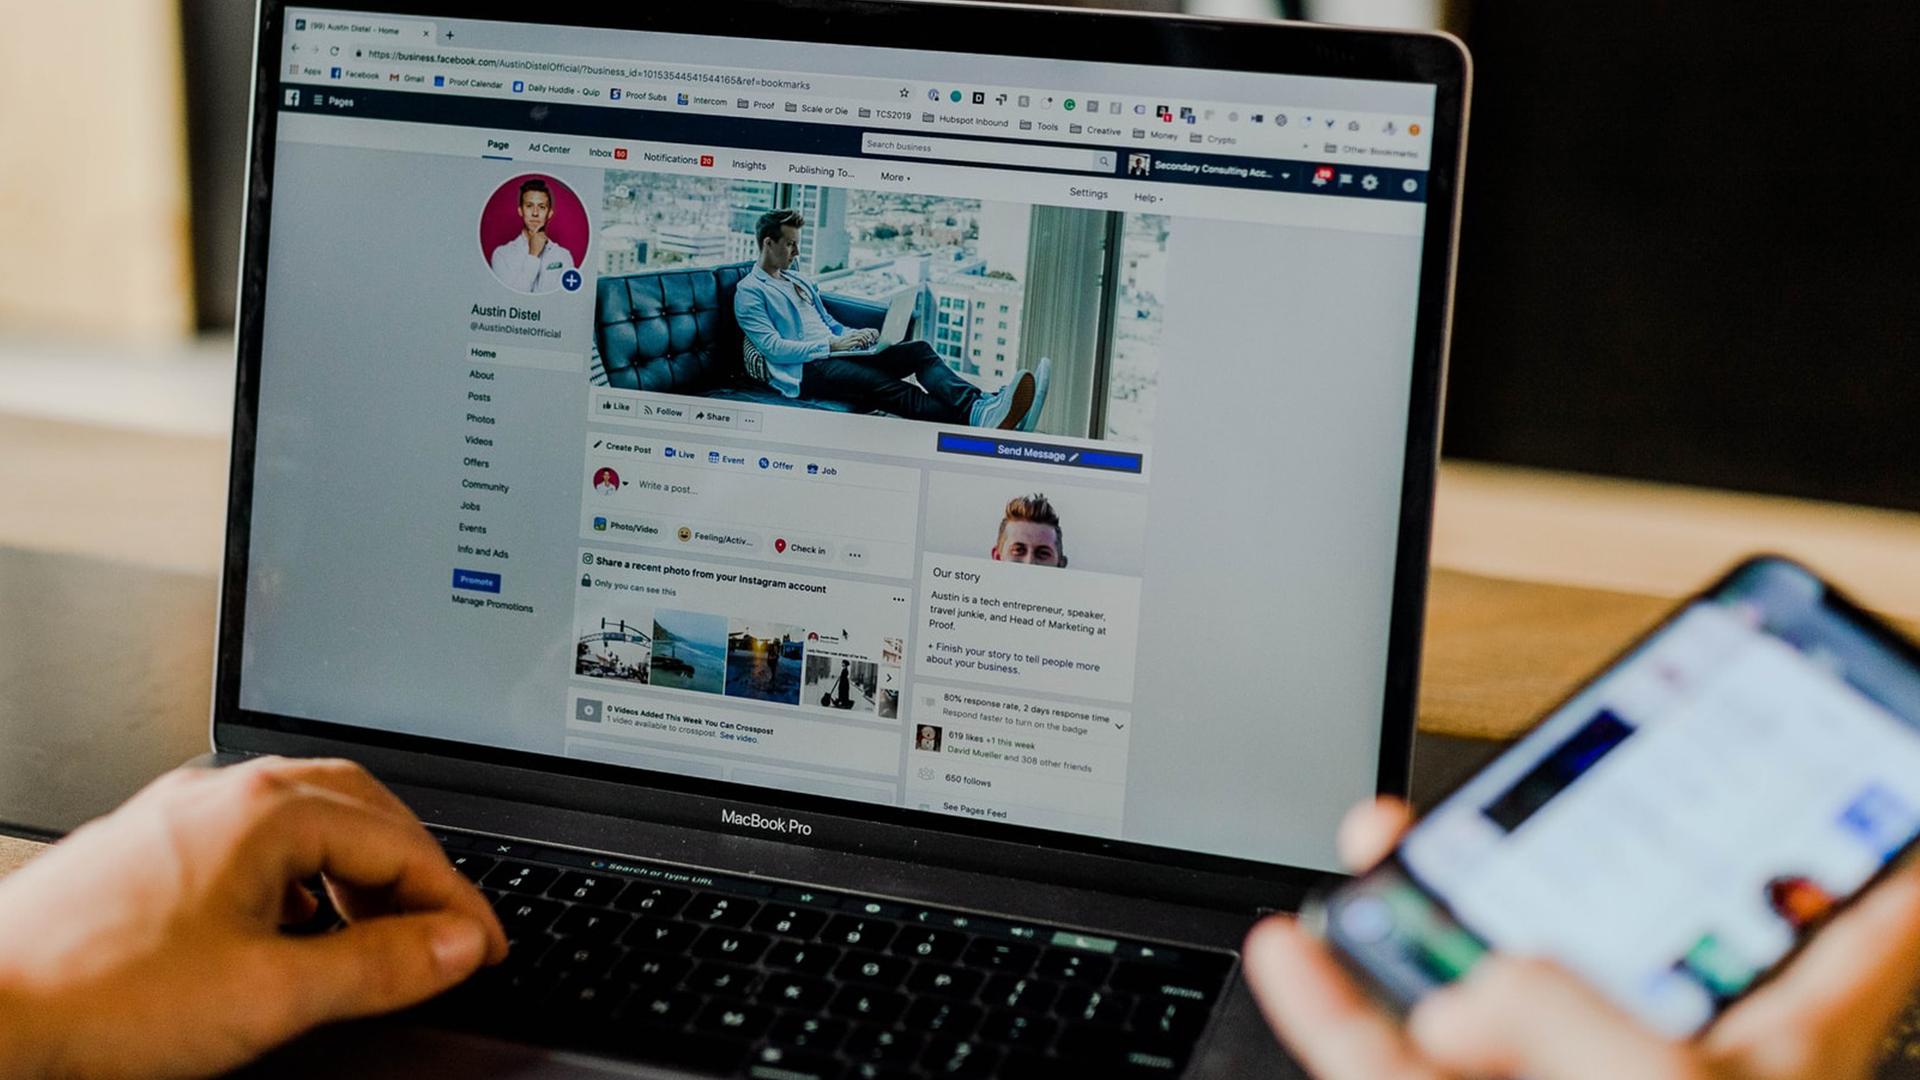 (99) Austin Distel - Home
https://business.facebook.com/AustinDistelOfficial/?business_id=10153544541544165&ref=bookmarks
Apps Facebook Gmail Proof Calendar Daily Huddle - Quip Proof Subs Intercom Proof Scale or Die TCS2019 Hubspot Inbound Tools Creative Money Crypto Other Bookmarks
Pages
Search business
Secondary Consulting Acc...
Page Ad Center Inbox 50 Notifications 20 Insights Publishing To... More Settings Help
Austin Distel
@AustinDistelOfficial
Home
About
Posts
Photos
Videos
Offers
Community
Jobs
Events
Info and Ads
Promote
Manage Promotions
Like Follow Share ...
Send Message
Create Post Live Event Offer Job
Write a post...
Photo/Video Feeling/Activ... Check in ...
Share a recent photo from your Instagram account
Only you can see this
0 Videos Added This Week You Can Crosspost
1 video available to crosspost. See video.
Our story
Austin is a tech entrepreneur, speaker,
travel junkie, and Head of Marketing at
Proof.
+ Finish your story to tell people more
about your business.
80% response rate, 2 days response time
Respond faster to turn on the badge
619 likes +1 this week
David Mueller and 308 other friends
650 follows
See Pages Feed
MacBook Pro
Search or type URL